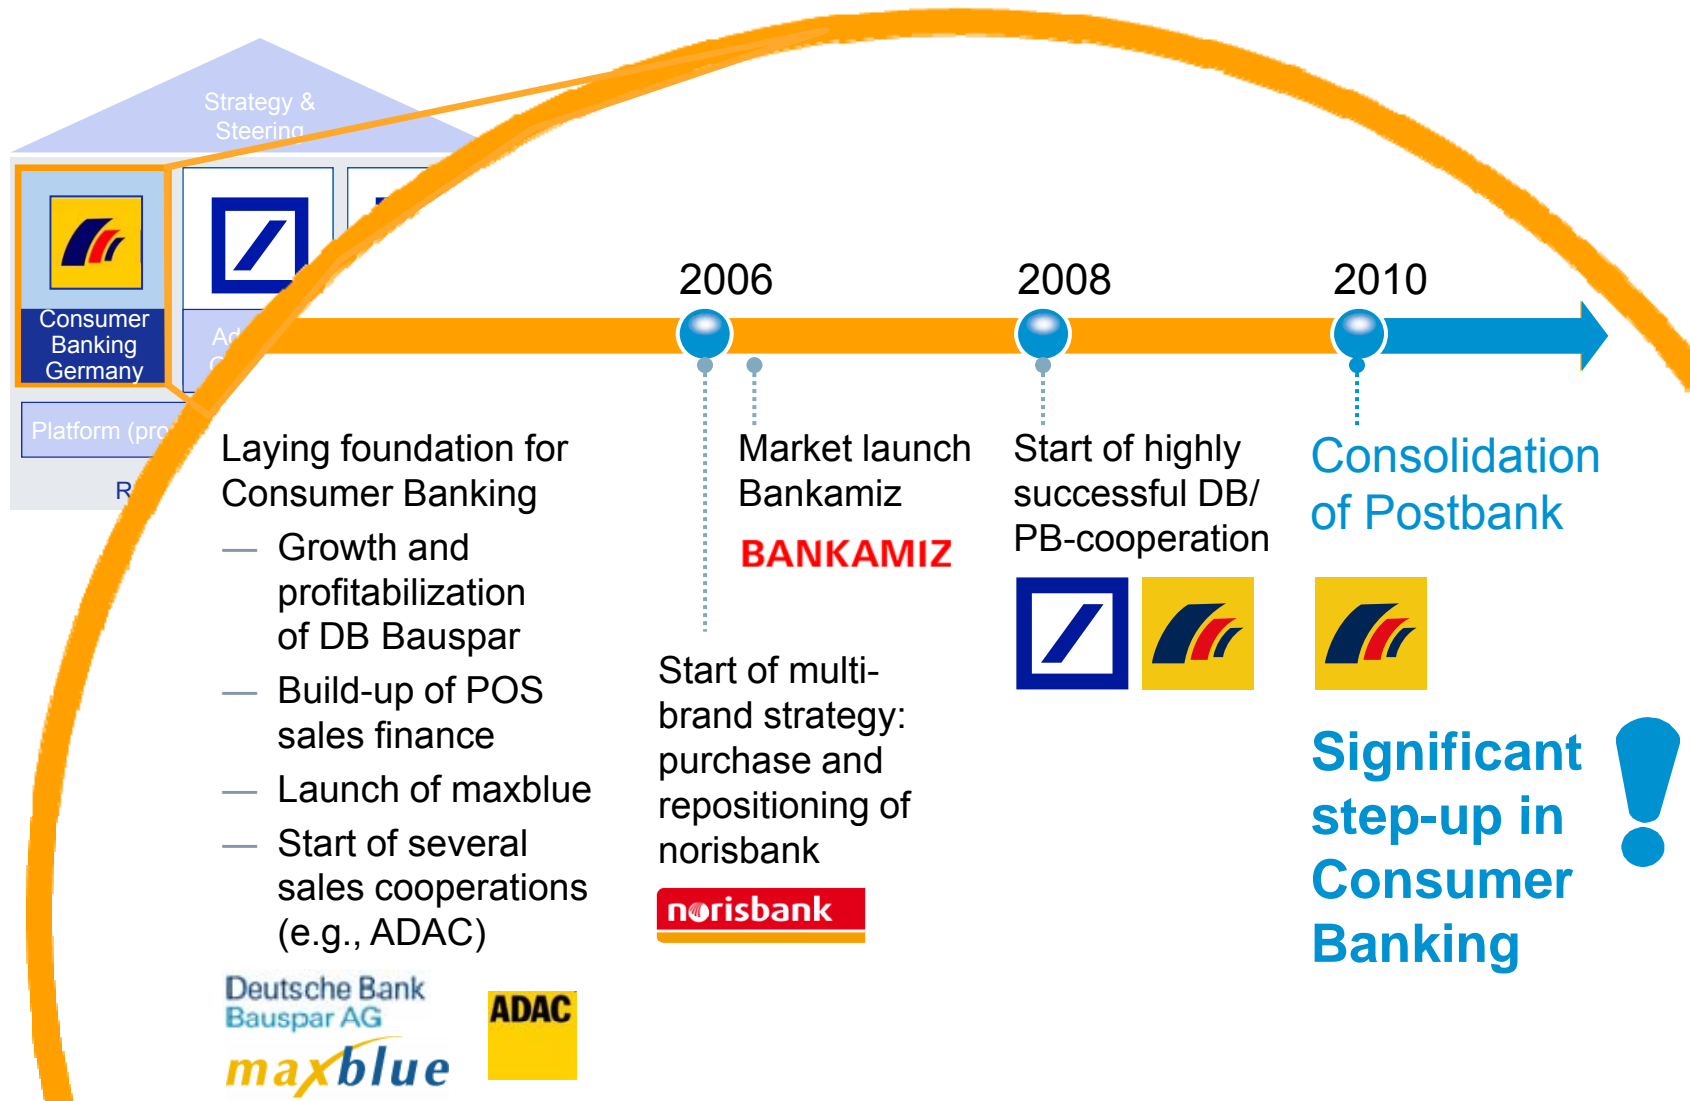 Strategy &
Steering
Consumer
Banking
Germany
Platform
2006
2008
2010
Laying foundation for
Consumer Banking
— Growth and
profitabilization
of DB Bauspar
— Build-up of POS
sales finance
— Launch of maxblue
— Start of several
sales cooperations
(e.g., ADAC)
Deutsche Bank
Bauspar AG
maxblue
ADAC
Market launch
Bankamiz
BANKAMIZ
Start of multi-
brand strategy:
purchase and
repositioning of
norisbank
norisbank
Start of highly
successful DB/
PB-cooperation
Consolidation
of Postbank
Significant
step-up in
Consumer
Banking
!